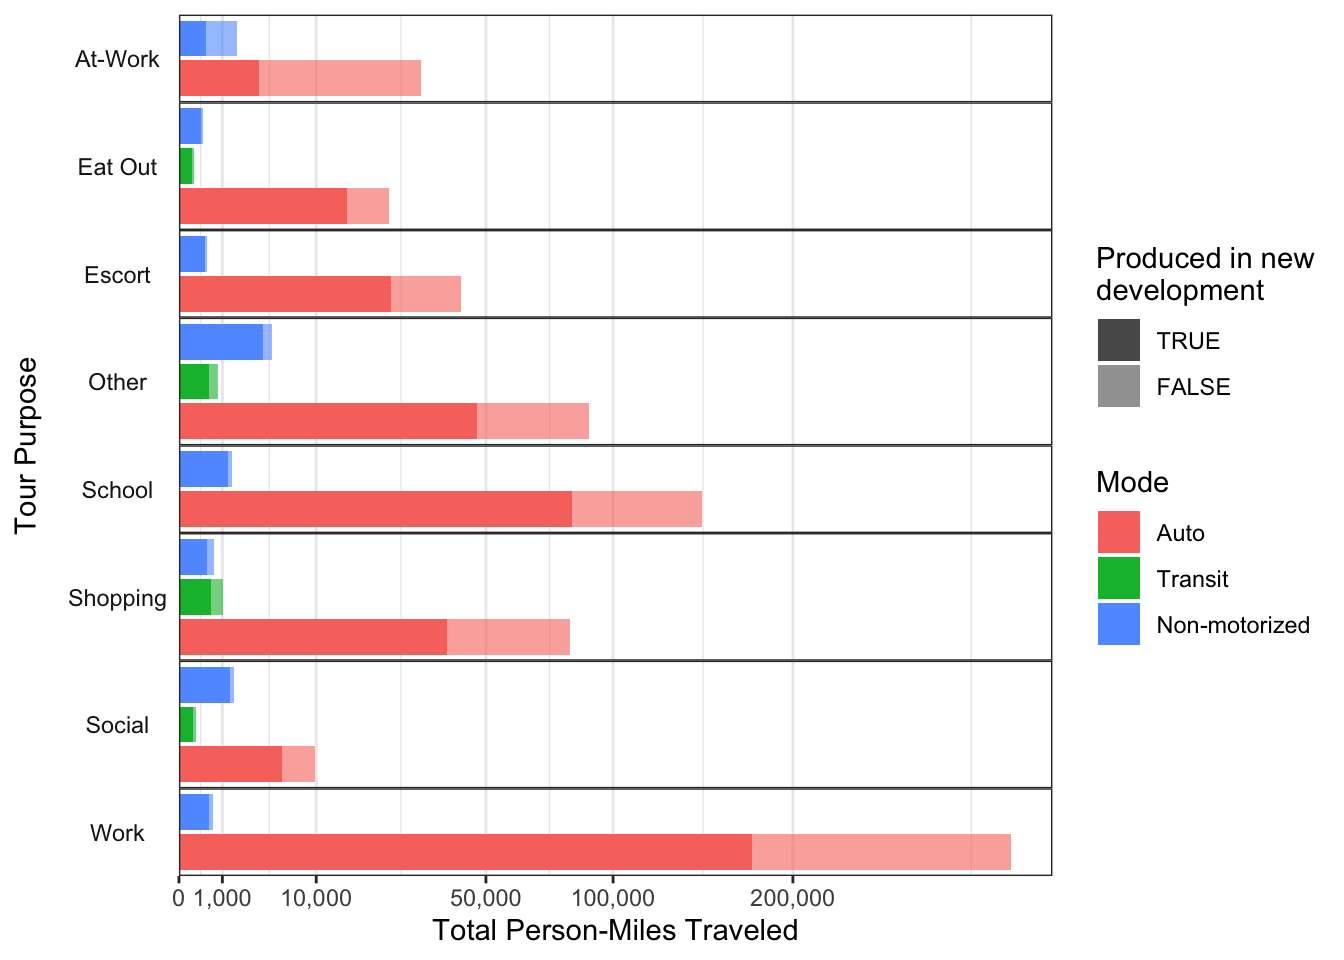 At-Work
Eat Out
Escort
Other
School
Shopping
Social
Work
Tour Purpose
0 1,000 10,000 50,000 100,000 200,000
Total Person-Miles Traveled
Produced in new
development
TRUE
FALSE
Mode
Auto
Transit
Non-motorized